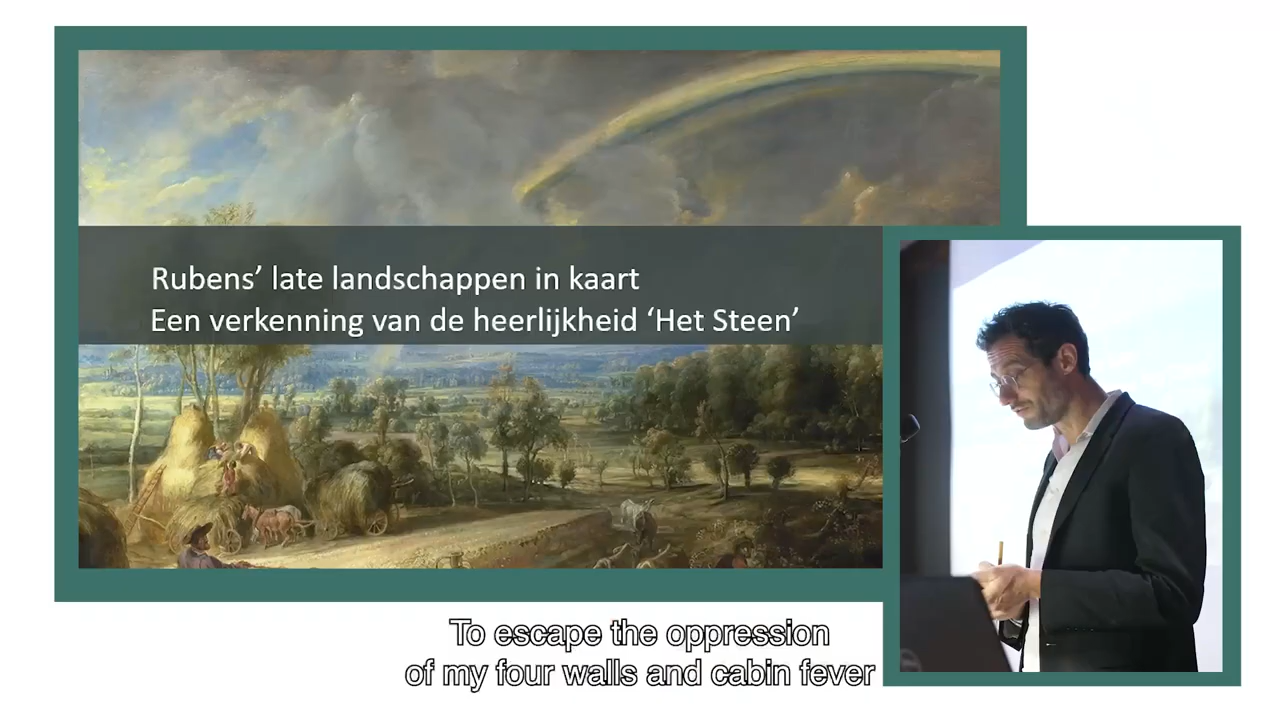 Rubens’ late landschappen in kaart
Een verkenning van de heerlijkheid ‘Het Steen’
To escape the oppression
of my four walls and cabin fever